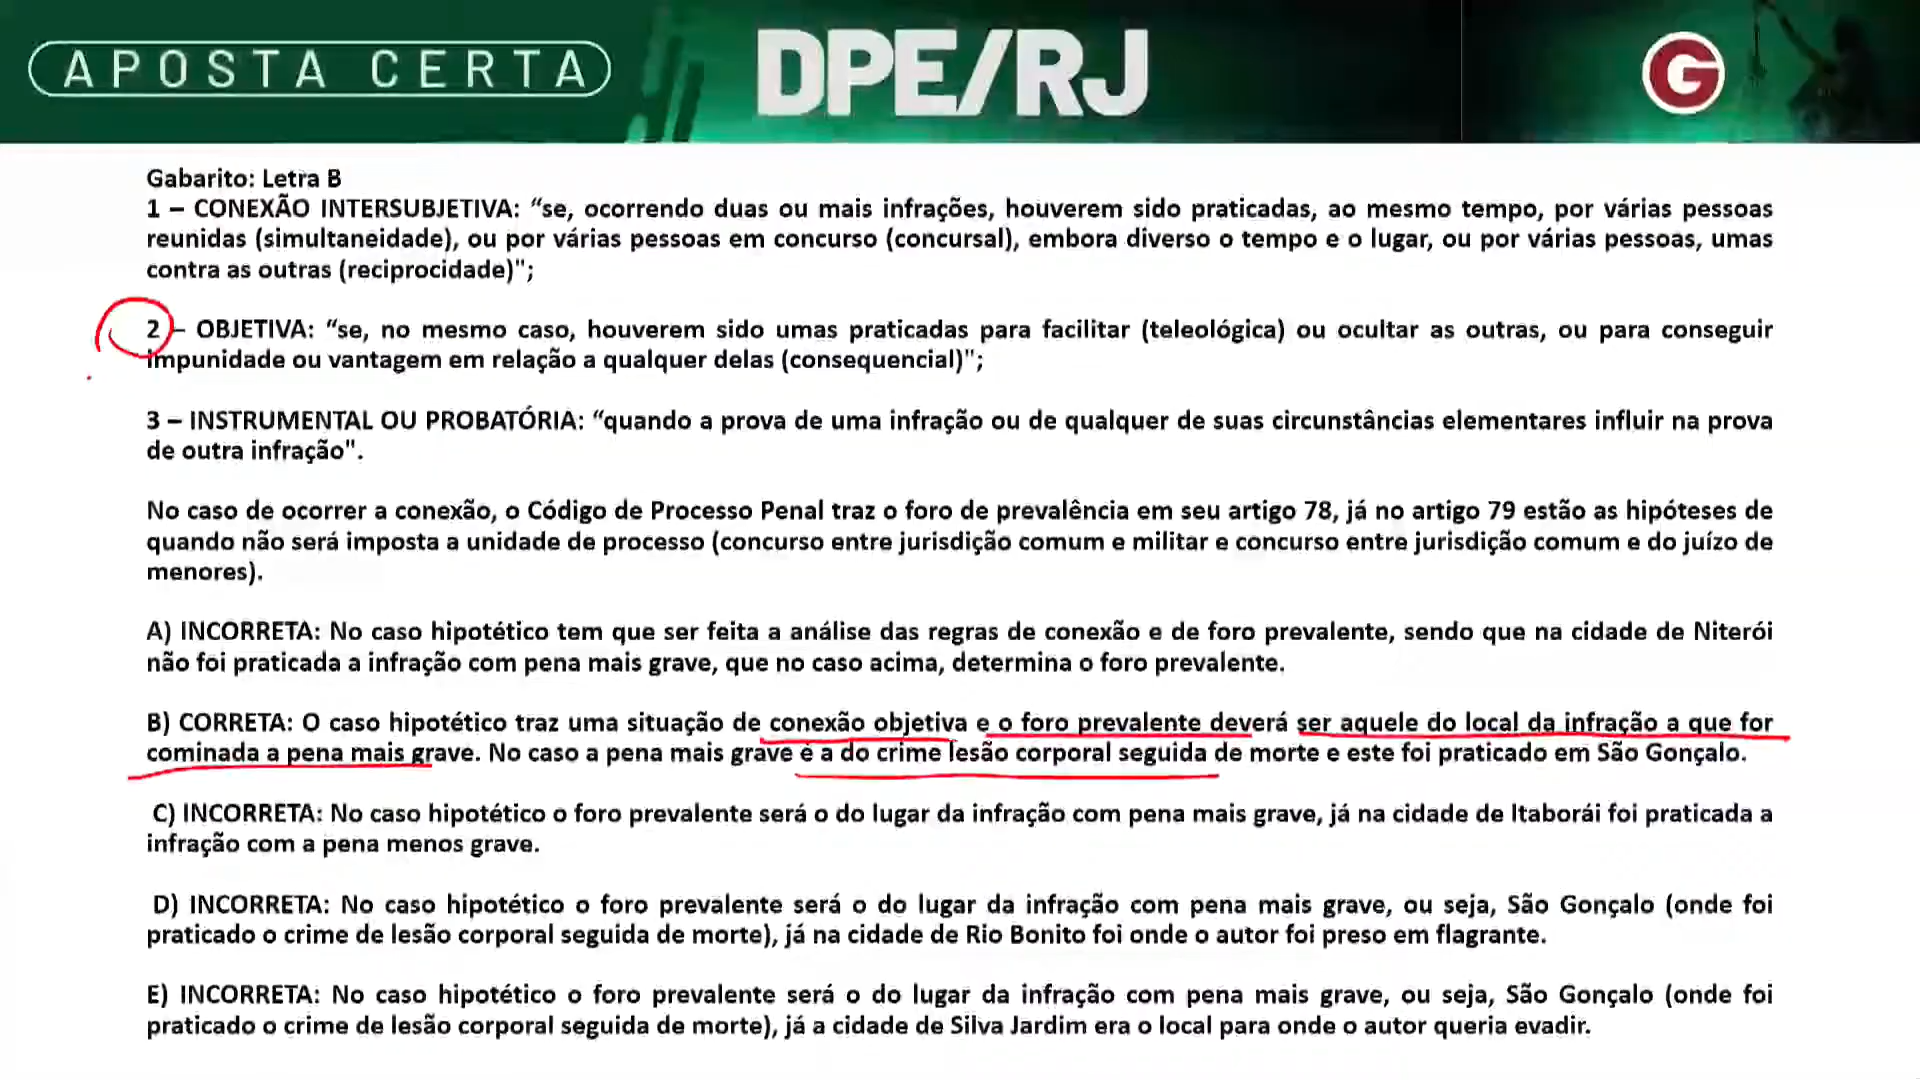 APOSTA CERTA
DPE/RJ
G
Gabarito: Letra B
1 – CONEXÃO INTERSUBJETIVA: “se, ocorrendo duas ou mais infrações, houverem sido praticadas, ao mesmo tempo, por várias pessoas
reunidas (simultaneidade), ou por várias pessoas em concurso (concursal), embora diverso o tempo e o lugar, ou por várias pessoas, umas
contra as outras (reciprocidade)";
2 – OBJETIVA: “se, no mesmo caso, houverem sido umas praticadas para facilitar (teleológica) ou ocultar as outras, ou para conseguir
impunidade ou vantagem em relação a qualquer delas (consequencial)";
3 – INSTRUMENTAL OU PROBATÓRIA: “quando a prova de uma infração ou de qualquer de suas circunstâncias elementares influir na prova
de outra infração".
No caso de ocorrer a conexão, o Código de Processo Penal traz o foro de prevalência em seu artigo 78, já no artigo 79 estão as hipóteses de
quando não será imposta a unidade de processo (concurso entre jurisdição comum e militar e concurso entre jurisdição comum e do juízo de
menores).
A) INCORRETA: No caso hipotético tem que ser feita a análise das regras de conexão e de foro prevalente, sendo que na cidade de Niterói
não foi praticada a infração com pena mais grave, que no caso acima, determina o foro prevalente.
B) CORRETA: O caso hipotético traz uma situação de conexão objetiva e o foro prevalente deverá ser aquele do local da infração a que for
cominada a pena mais grave. No caso a pena mais grave é a do crime lesão corporal seguida de morte e este foi praticado em São Gonçalo.
C) INCORRETA: No caso hipotético o foro prevalente será o do lugar da infração com pena mais grave, já na cidade de Itaboraí foi praticada a
infração com a pena menos grave.
D) INCORRETA: No caso hipotético o foro prevalente será o do lugar da infração com pena mais grave, ou seja, São Gonçalo (onde foi
praticado o crime de lesão corporal seguida de morte), já na cidade de Rio Bonito foi onde o autor foi preso em flagrante.
E) INCORRETA: No caso hipotético o foro prevalente será o do lugar da infração com pena mais grave, ou seja, São Gonçalo (onde foi
praticado o crime de lesão corporal seguida de morte), já a cidade de Silva Jardim era o local para onde o autor queria evadir.